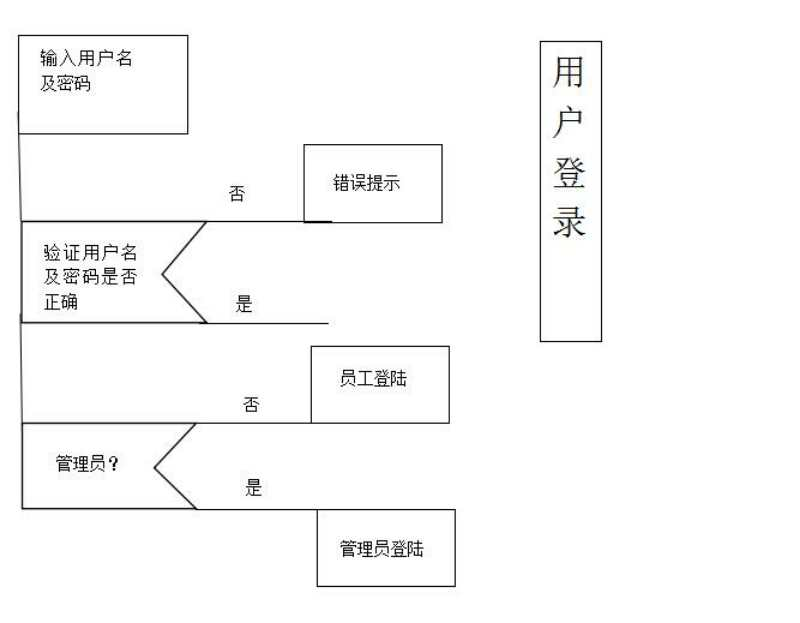 输入用户名
及密码
否
错误提示
验证用户名
及密码是否
正确
是
员工登陆
否
管理员？
是
管理员登陆
用
户
登
录